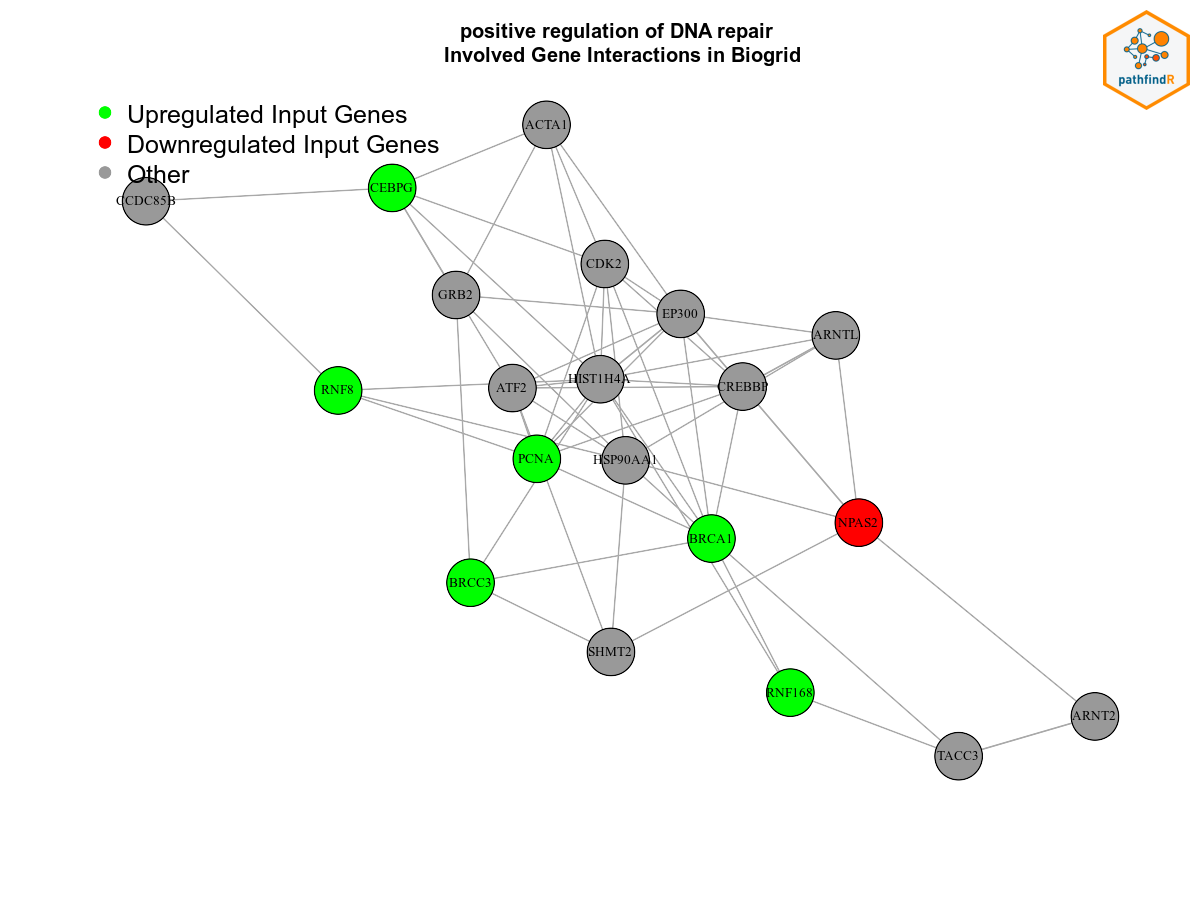 positive regulation of DNA repair
Involved Gene Interactions in Biogrid
pathfindR
Upregulated Input Genes
Downregulated Input Genes
Other
ACTA1
CEBPG
CCDC85B
CDK2
GRB2
EP300
ARNTL
HIST1H4A
ATF2
CREBBP
RNF8
PCNA
HSP90AA1
NPAS2
BRCA1
BRCC3
SHMT2
RNF168
ARNT2
TACC3